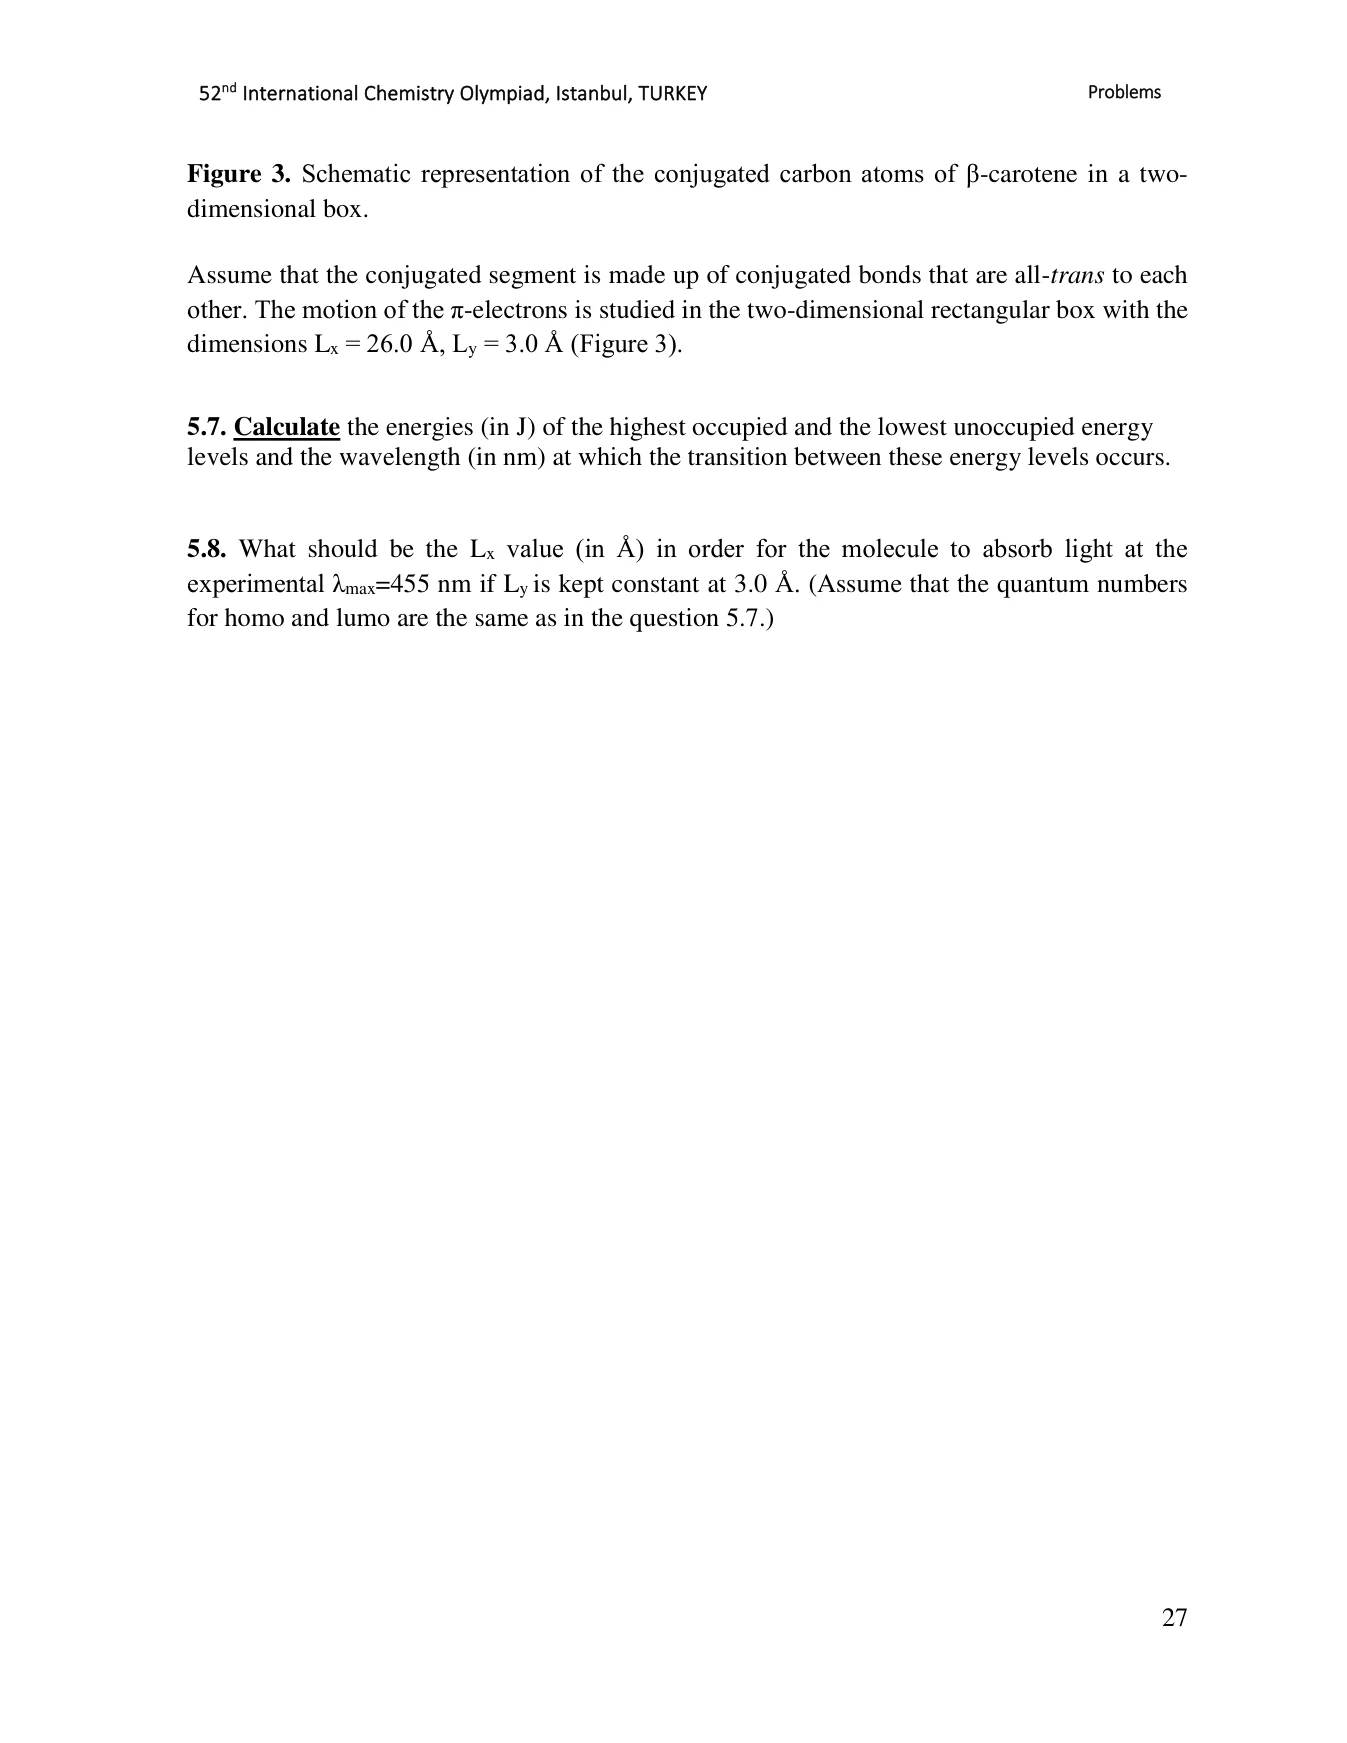 52nd International Chemistry Olympiad, Istanbul, TURKEY Problems
Figure 3. Schematic representation of the conjugated carbon atoms of β-carotene in a two-
dimensional box.
Assume that the conjugated segment is made up of conjugated bonds that are all-trans to each
other. The motion of the π-electrons is studied in the two-dimensional rectangular box with the
dimensions Lx = 26.0 Å, Ly = 3.0 Å (Figure 3).
5.7. Calculate the energies (in J) of the highest occupied and the lowest unoccupied energy
levels and the wavelength (in nm) at which the transition between these energy levels occurs.
5.8. What should be the Lx value (in Å) in order for the molecule to absorb light at the
experimental λmax=455 nm if Ly is kept constant at 3.0 Å. (Assume that the quantum numbers
for homo and lumo are the same as in the question 5.7.)
27